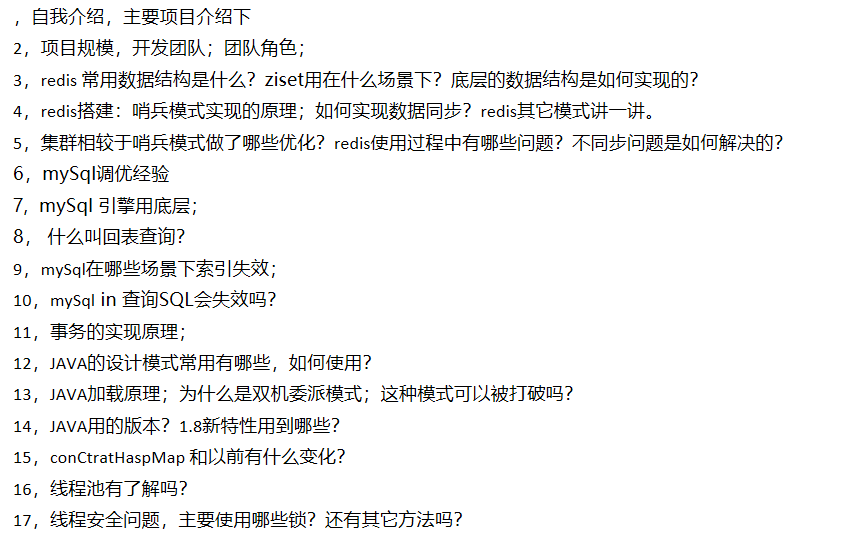 ，自我介绍，主要项目介绍下
2，项目规模，开发团队；团队角色；
3，redis 常用数据结构是什么？ziset用在什么场景下？底层的数据结构是如何实现的？
4，redis搭建：哨兵模式实现的原理；如何实现数据同步？redis其它模式讲一讲。
5，集群相较于哨兵模式做了哪些优化？redis使用过程中有哪些问题？不同步问题是如何解决的？
6，mySql调优经验
7，mySql 引擎用底层；
8， 什么叫回表查询？
9，mySql在哪些场景下索引失效；
10，mySql in 查询SQL会失效吗？
11，事务的实现原理；
12，JAVA的设计模式常用有哪些，如何使用？
13，JAVA加载原理；为什么是双机委派模式；这种模式可以被打破吗？
14，JAVA用的版本？1.8新特性用到哪些？
15，conCtratHaspMap 和以前有什么变化？
16，线程池有了解吗？
17，线程安全问题，主要使用哪些锁？还有其它方法吗？